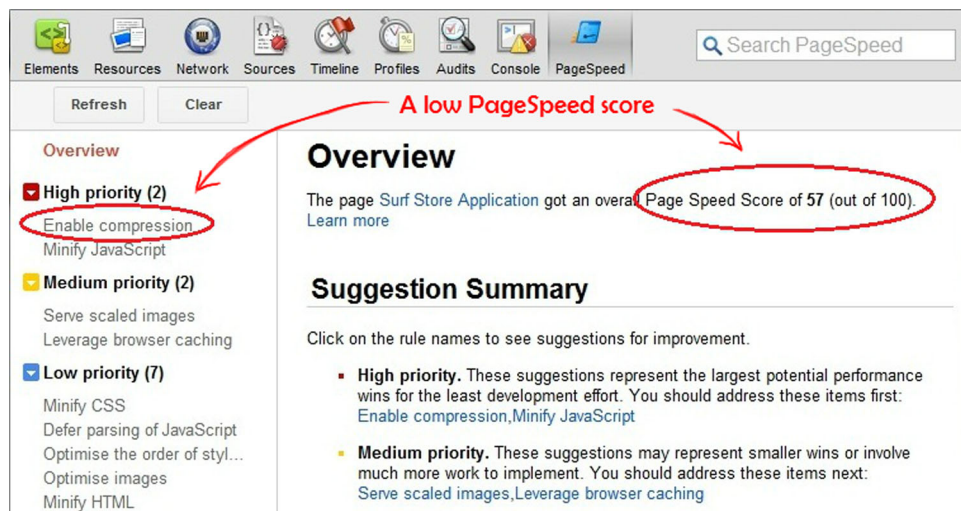 Elements Resources Network Sources Timeline Profiles Audits Console PageSpeed
Search PageSpeed
Refresh Clear
A low PageSpeed score
Overview
High priority (2)
Enable compression
Minify JavaScript
Medium priority (2)
Serve scaled images
Leverage browser caching
Low priority (7)
Minify CSS
Defer parsing of JavaScript
Optimise the order of styl...
Optimise images
Minify HTML
Overview
The page Surf Store Application got an overall Page Speed Score of 57 (out of 100).
Learn more
Suggestion Summary
Click on the rule names to see suggestions for improvement.
High priority. These suggestions represent the largest potential performance
wins for the least development effort. You should address these items first:
Enable compression,Minify JavaScript
Medium priority. These suggestions may represent smaller wins or involve
much more work to implement. You should address these items next:
Serve scaled images,Leverage browser caching